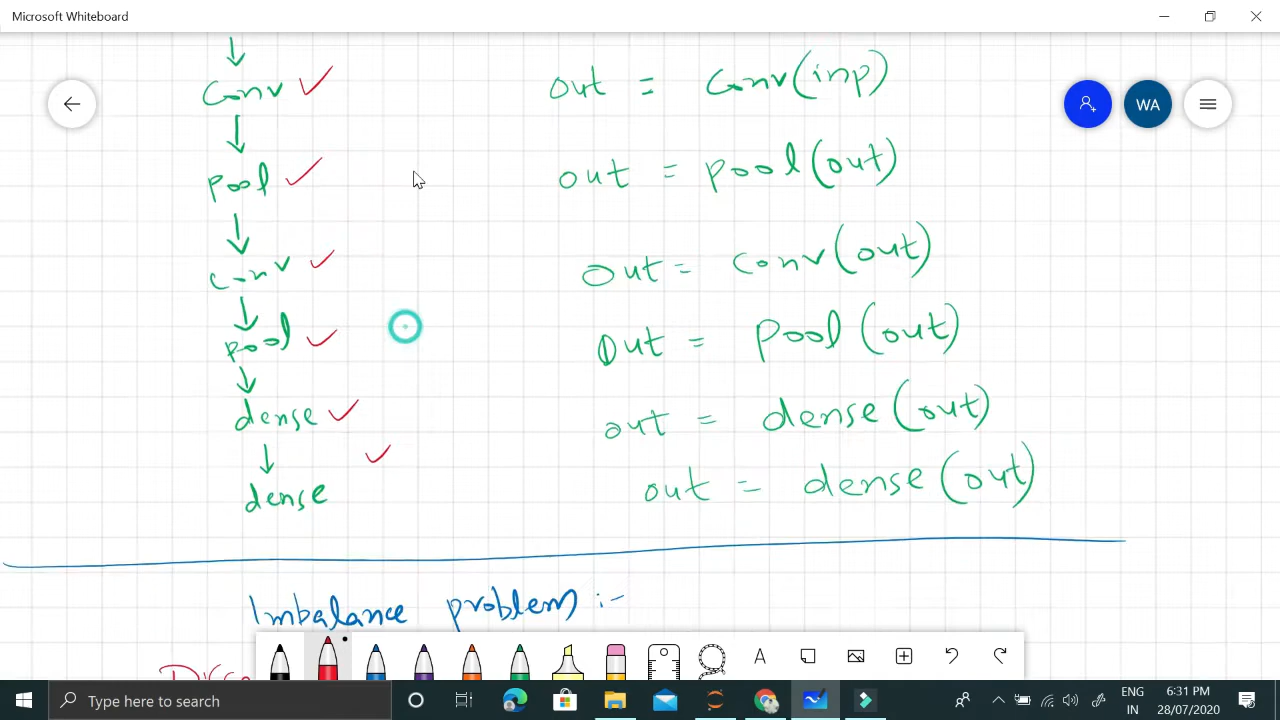 Microsoft Whiteboard
Conv out = Conv(inp)
WA
pool out = pool(out)
conv out = conv(out)
pool out = pool(out)
dense out = dense(out)
dense out = dense(out)
Imbalance problem :-
A
Type here to search
ENG
IN
6:31 PM
28/07/2020